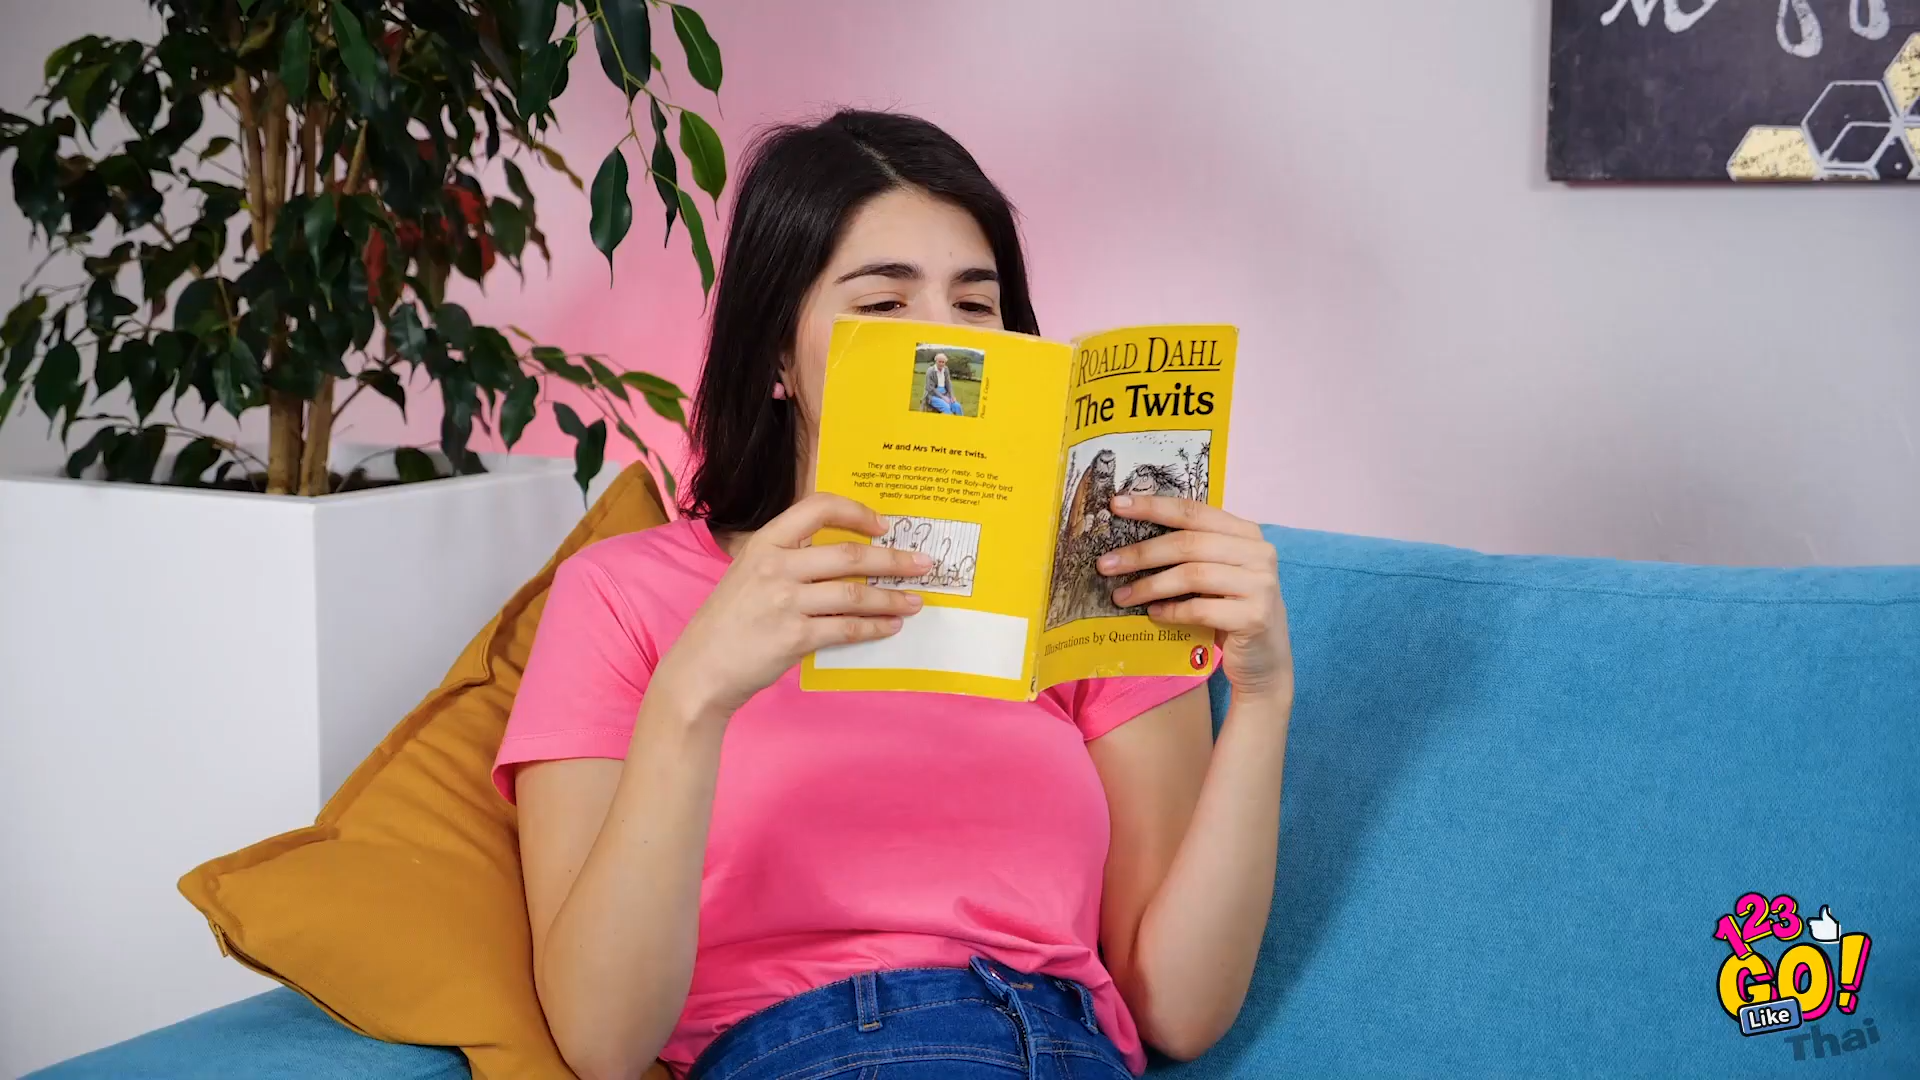 ROALD DAHL
The Twits
Illustrations by Quentin Blake
Mr and Mrs Twit are twits.
They are also extremely nasty. So the
Muggle-Wump monkeys and the Roly-Poly bird
hatch an ingenious plan to give them just the
ghastly surprise they deserve!
123
GO!
Like
Thai